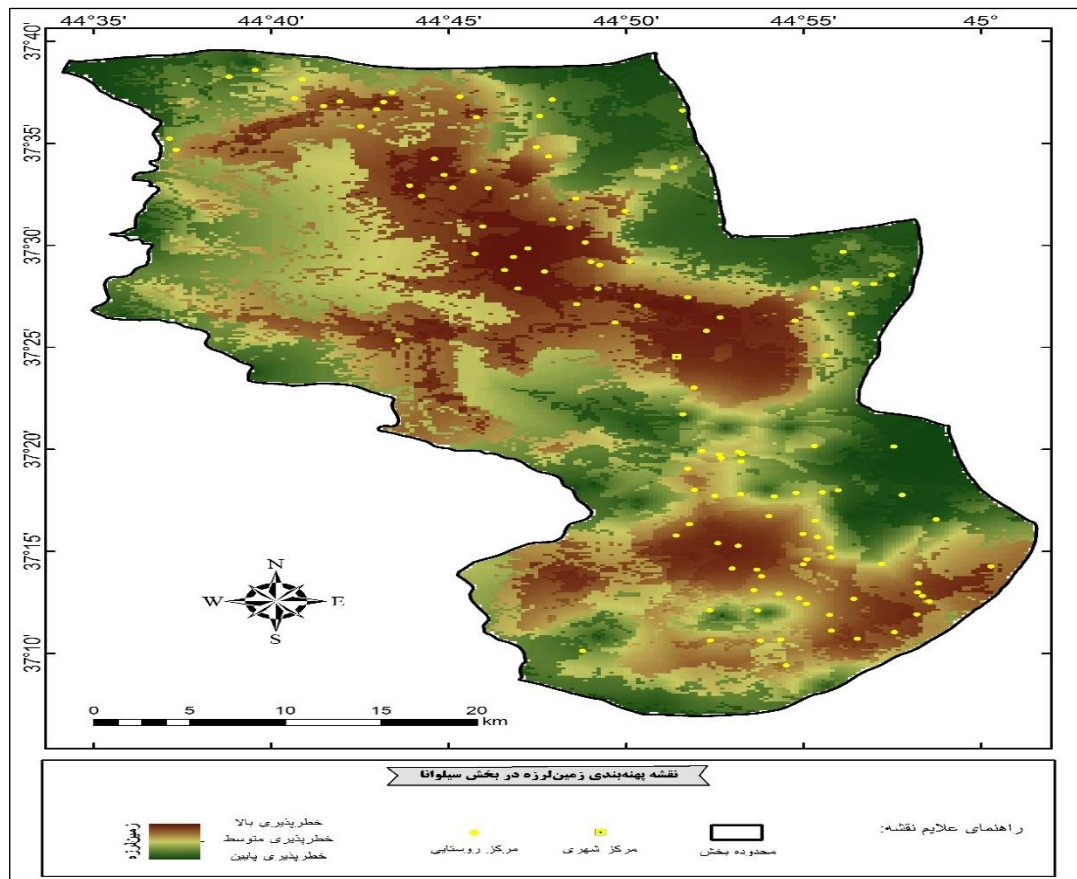 44°35' 44°40' 44°45' 44°50' 44°55' 45°
37°40'
37°35'
37°30'
37°25'
37°20'
37°15'
37°10'
N
W E
S
0 5 10 15 20
km
نقشه پهنه‌بندی زمین‌لرزه در بخش سیلوانا
راهنمای علایم نقشه:
محدوده بخش
مرکز شهری
مرکز روستایی
زمین‌لرزه
خطرپذیری بالا
خطرپذیری متوسط
خطرپذیری پایین